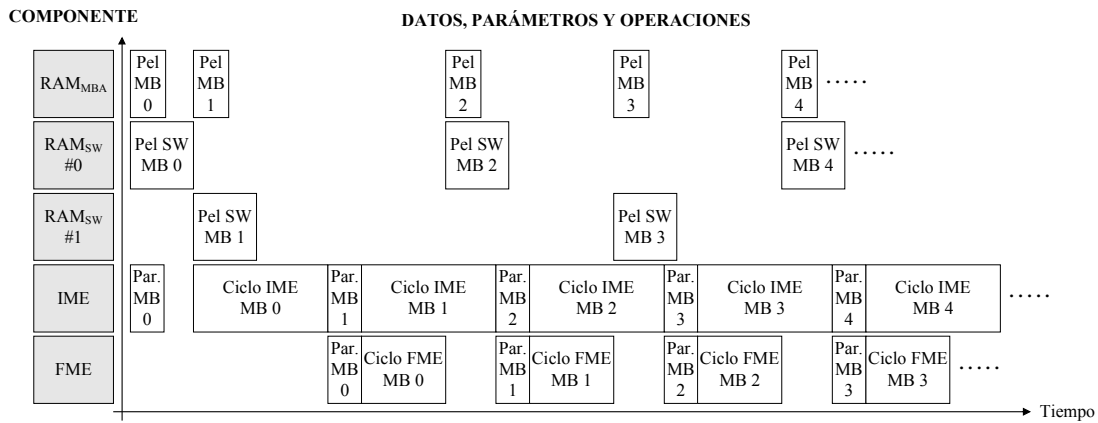 COMPONENTE
DATOS, PARÁMETROS Y OPERACIONES
RAMMBA
Pel
MB
0
Pel
MB
1
Pel
MB
2
Pel
MB
3
Pel
MB
4
.....
RAMSW
#0
Pel SW
MB 0
Pel SW
MB 2
Pel SW
MB 4
.....
RAMSW
#1
Pel SW
MB 1
Pel SW
MB 3
IME
Par.
MB
0
Ciclo IME
MB 0
Par.
MB
1
Ciclo IME
MB 1
Par.
MB
2
Ciclo IME
MB 2
Par.
MB
3
Ciclo IME
MB 3
Par.
MB
4
Ciclo IME
MB 4
.....
FME
Par.
MB
0
Ciclo FME
MB 0
Par.
MB
1
Ciclo FME
MB 1
Par.
MB
2
Ciclo FME
MB 2
Par.
MB
3
Ciclo FME
MB 3
.....
Tiempo